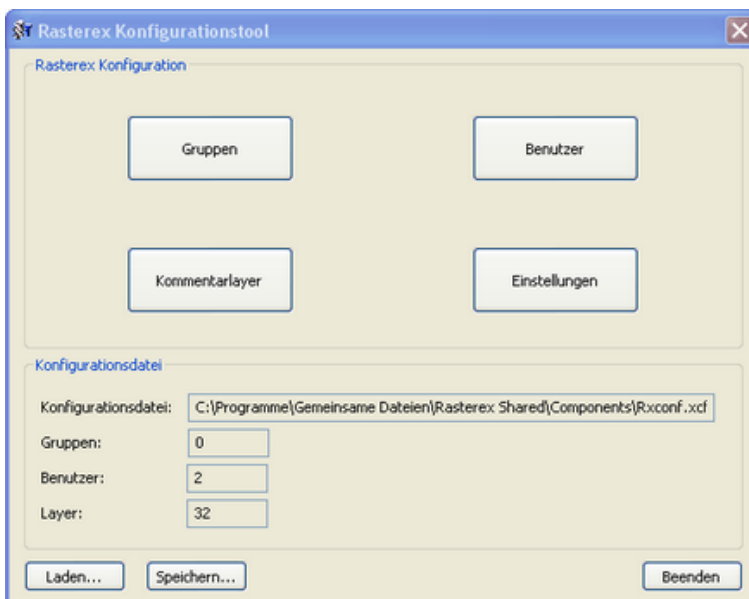 Rasterex Konfigurationstool
Rasterex Konfiguration
Gruppen
Benutzer
Kommentarlayer
Einstellungen
Konfigurationsdatei
Konfigurationsdatei: C:\Programme\Gemeinsame Dateien\Rasterex Shared\Components\Rxconf.xcf
Gruppen: 0
Benutzer: 2
Layer: 32
Laden... Speichern... Beenden